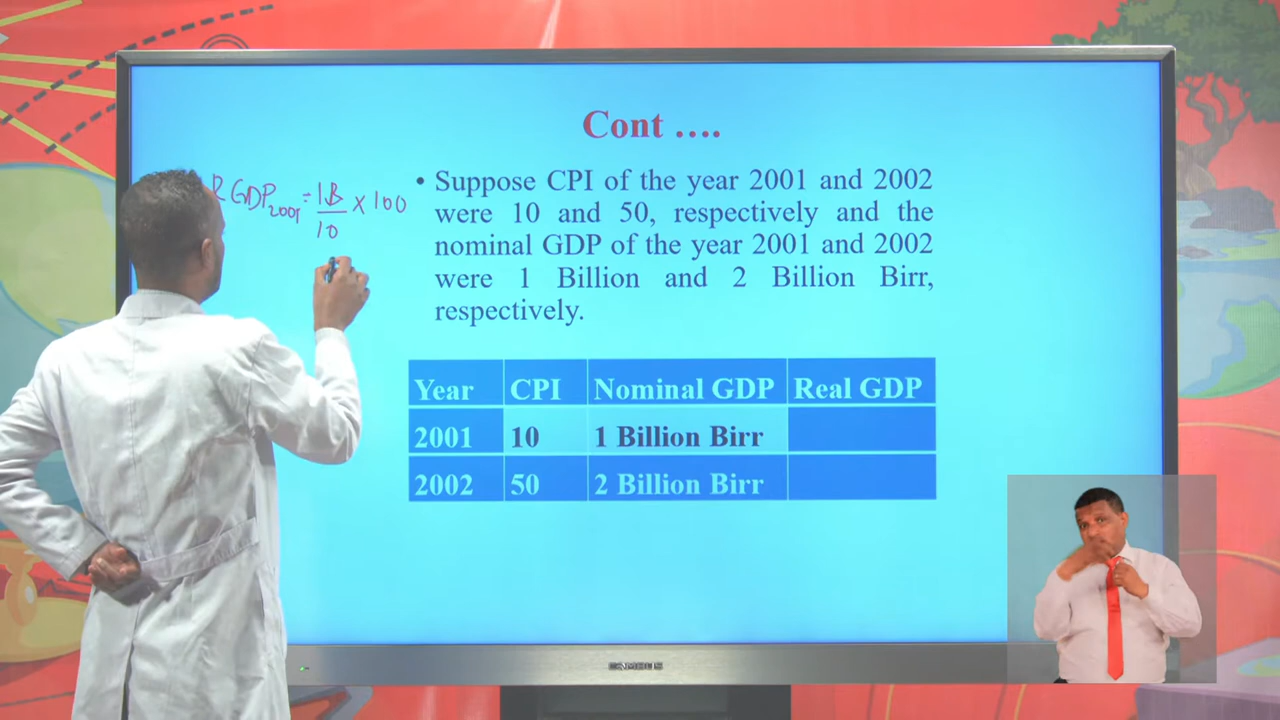 Cont ....
R GDP2001 = 1B/10 × 100
• Suppose CPI of the year 2001 and 2002
were 10 and 50, respectively and the
nominal GDP of the year 2001 and 2002
were 1 Billion and 2 Billion Birr,
respectively.
Year CPI Nominal GDP Real GDP
2001 10 1 Billion Birr
2002 50 2 Billion Birr